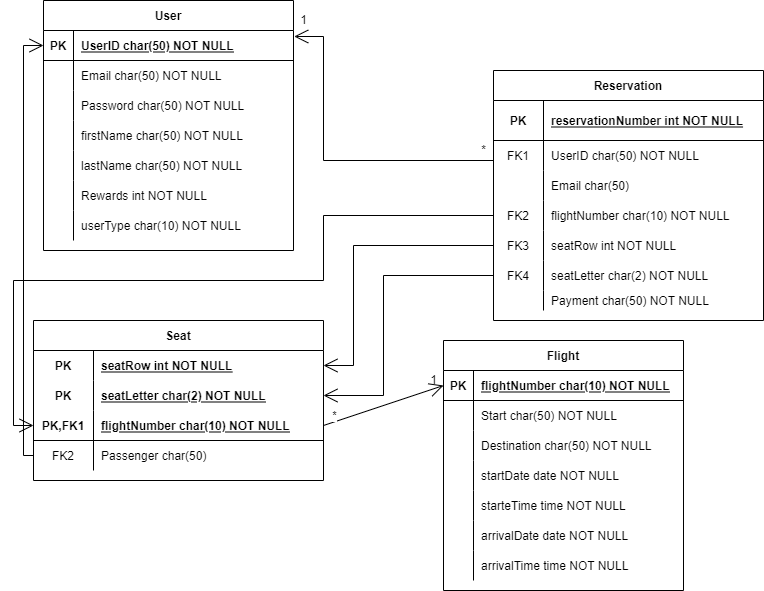 User
PK UserID char(50) NOT NULL
Email char(50) NOT NULL
Password char(50) NOT NULL
firstName char(50) NOT NULL
lastName char(50) NOT NULL
Rewards int NOT NULL
userType char(10) NOT NULL
1
*
Reservation
PK reservationNumber int NOT NULL
FK1 UserID char(50) NOT NULL
Email char(50)
FK2 flightNumber char(10) NOT NULL
FK3 seatRow int NOT NULL
FK4 seatLetter char(2) NOT NULL
Payment char(50) NOT NULL
Seat
PK seatRow int NOT NULL
PK seatLetter char(2) NOT NULL
PK,FK1 flightNumber char(10) NOT NULL
FK2 Passenger char(50)
*
1
Flight
PK flightNumber char(10) NOT NULL
Start char(50) NOT NULL
Destination char(50) NOT NULL
startDate date NOT NULL
starteTime time NOT NULL
arrivalDate date NOT NULL
arrivalTime time NOT NULL